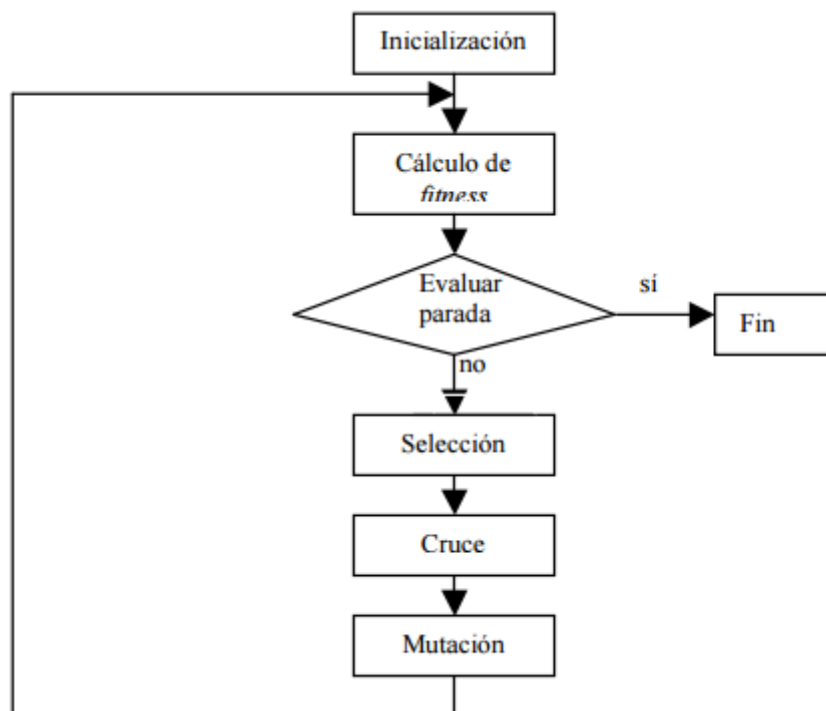 Inicialización
Cálculo de
fitness
Evaluar
parada
sí
Fin
no
Selección
Cruce
Mutación